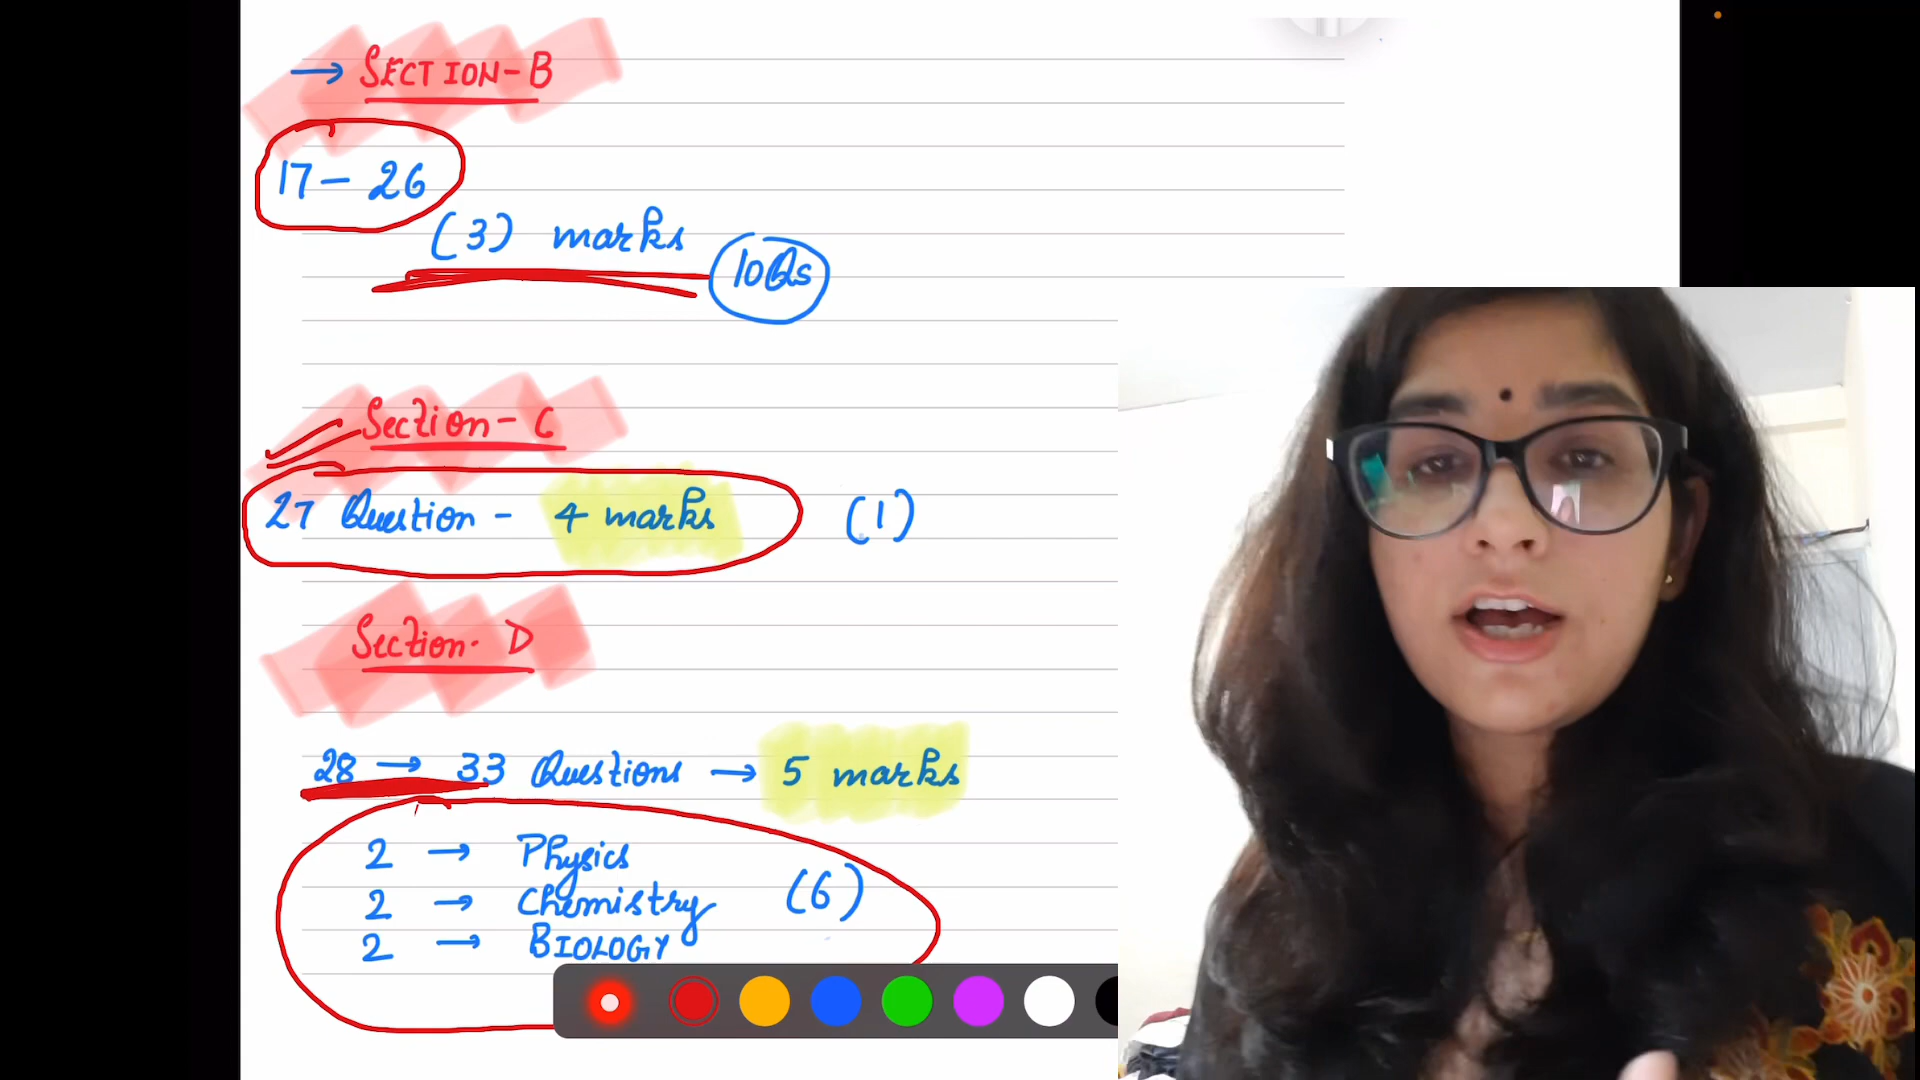 → SECTION-B
17 - 26
(3) marks
10Qs
Section - C
27 Question - 4 marks (1)
Section - D
28 → 33 Questions → 5 marks
2 → Physics
2 → Chemistry (6)
2 → BIOLOGY